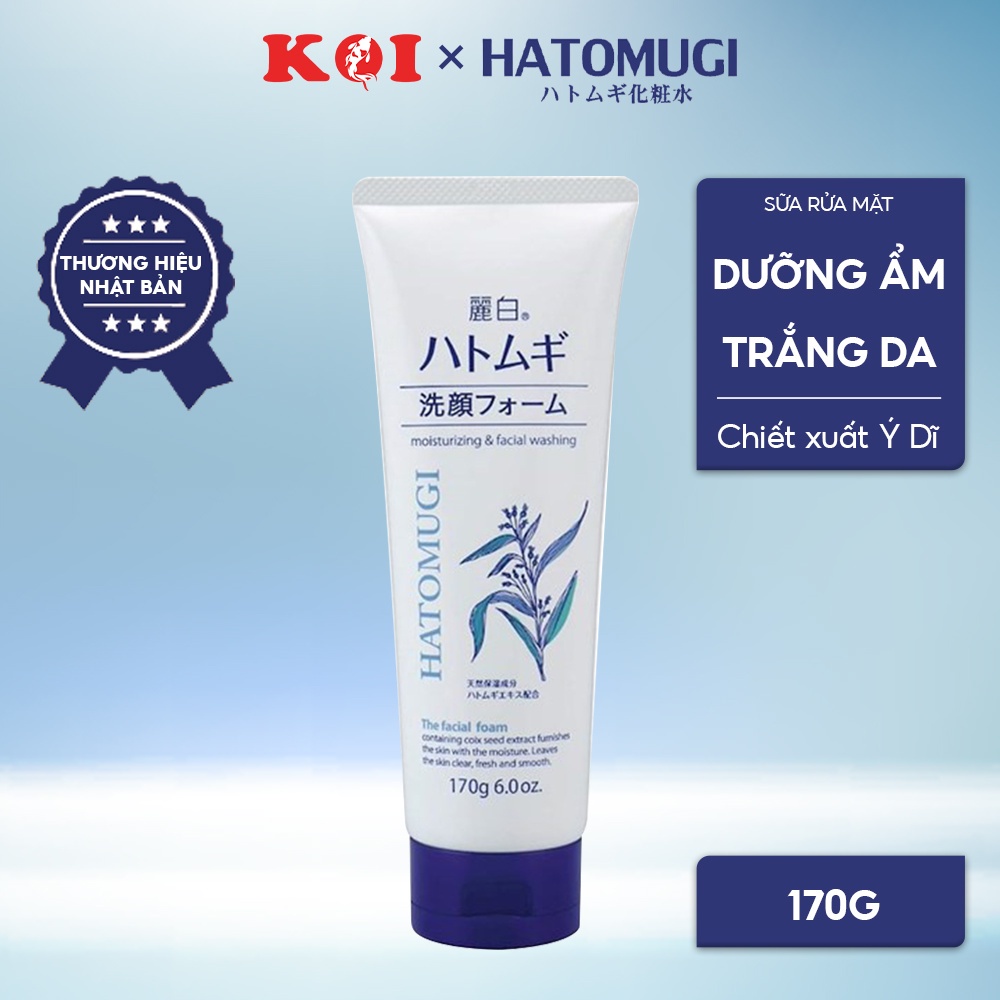 KOI × HATOMUGI
ハトムギ化粧水
★★★
THƯƠNG HIỆU
NHẬT BẢN
★★★
SỮA RỬA MẶT
DƯỠNG ẨM
TRẮNG DA
Chiết xuất Ý Dĩ
麗白®
ハトムギ
洗顔フォーム
moisturizing & facial washing
HATOMUGI
天然保湿成分
ハトムギエキス配合
The facial foam
containing coix seed extract furnishes
the skin with the moisture. Leaves
the skin clear, fresh and smooth.
170g 6.0oz.
170G